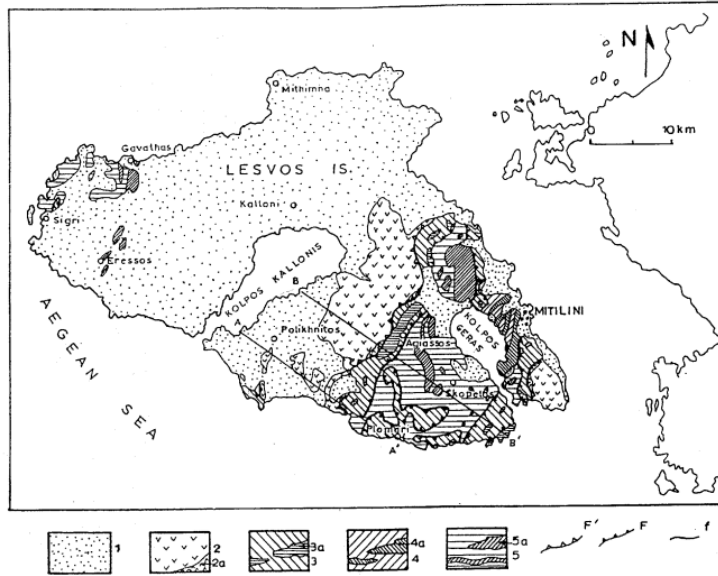 N
10 km
Mithimna
Gavathas
LESVOS IS.
Kalloni
Sigri
Eressos
KOLPOS KALLONIS
B
A
MITILINI
KOLPOS GERAS
Polikhnitos
Agiassos
Skopelos
Plomari
A'
B'
AEGEAN SEA
1
2
2a
3a
3
4a
4
5a
5
F'
F
f